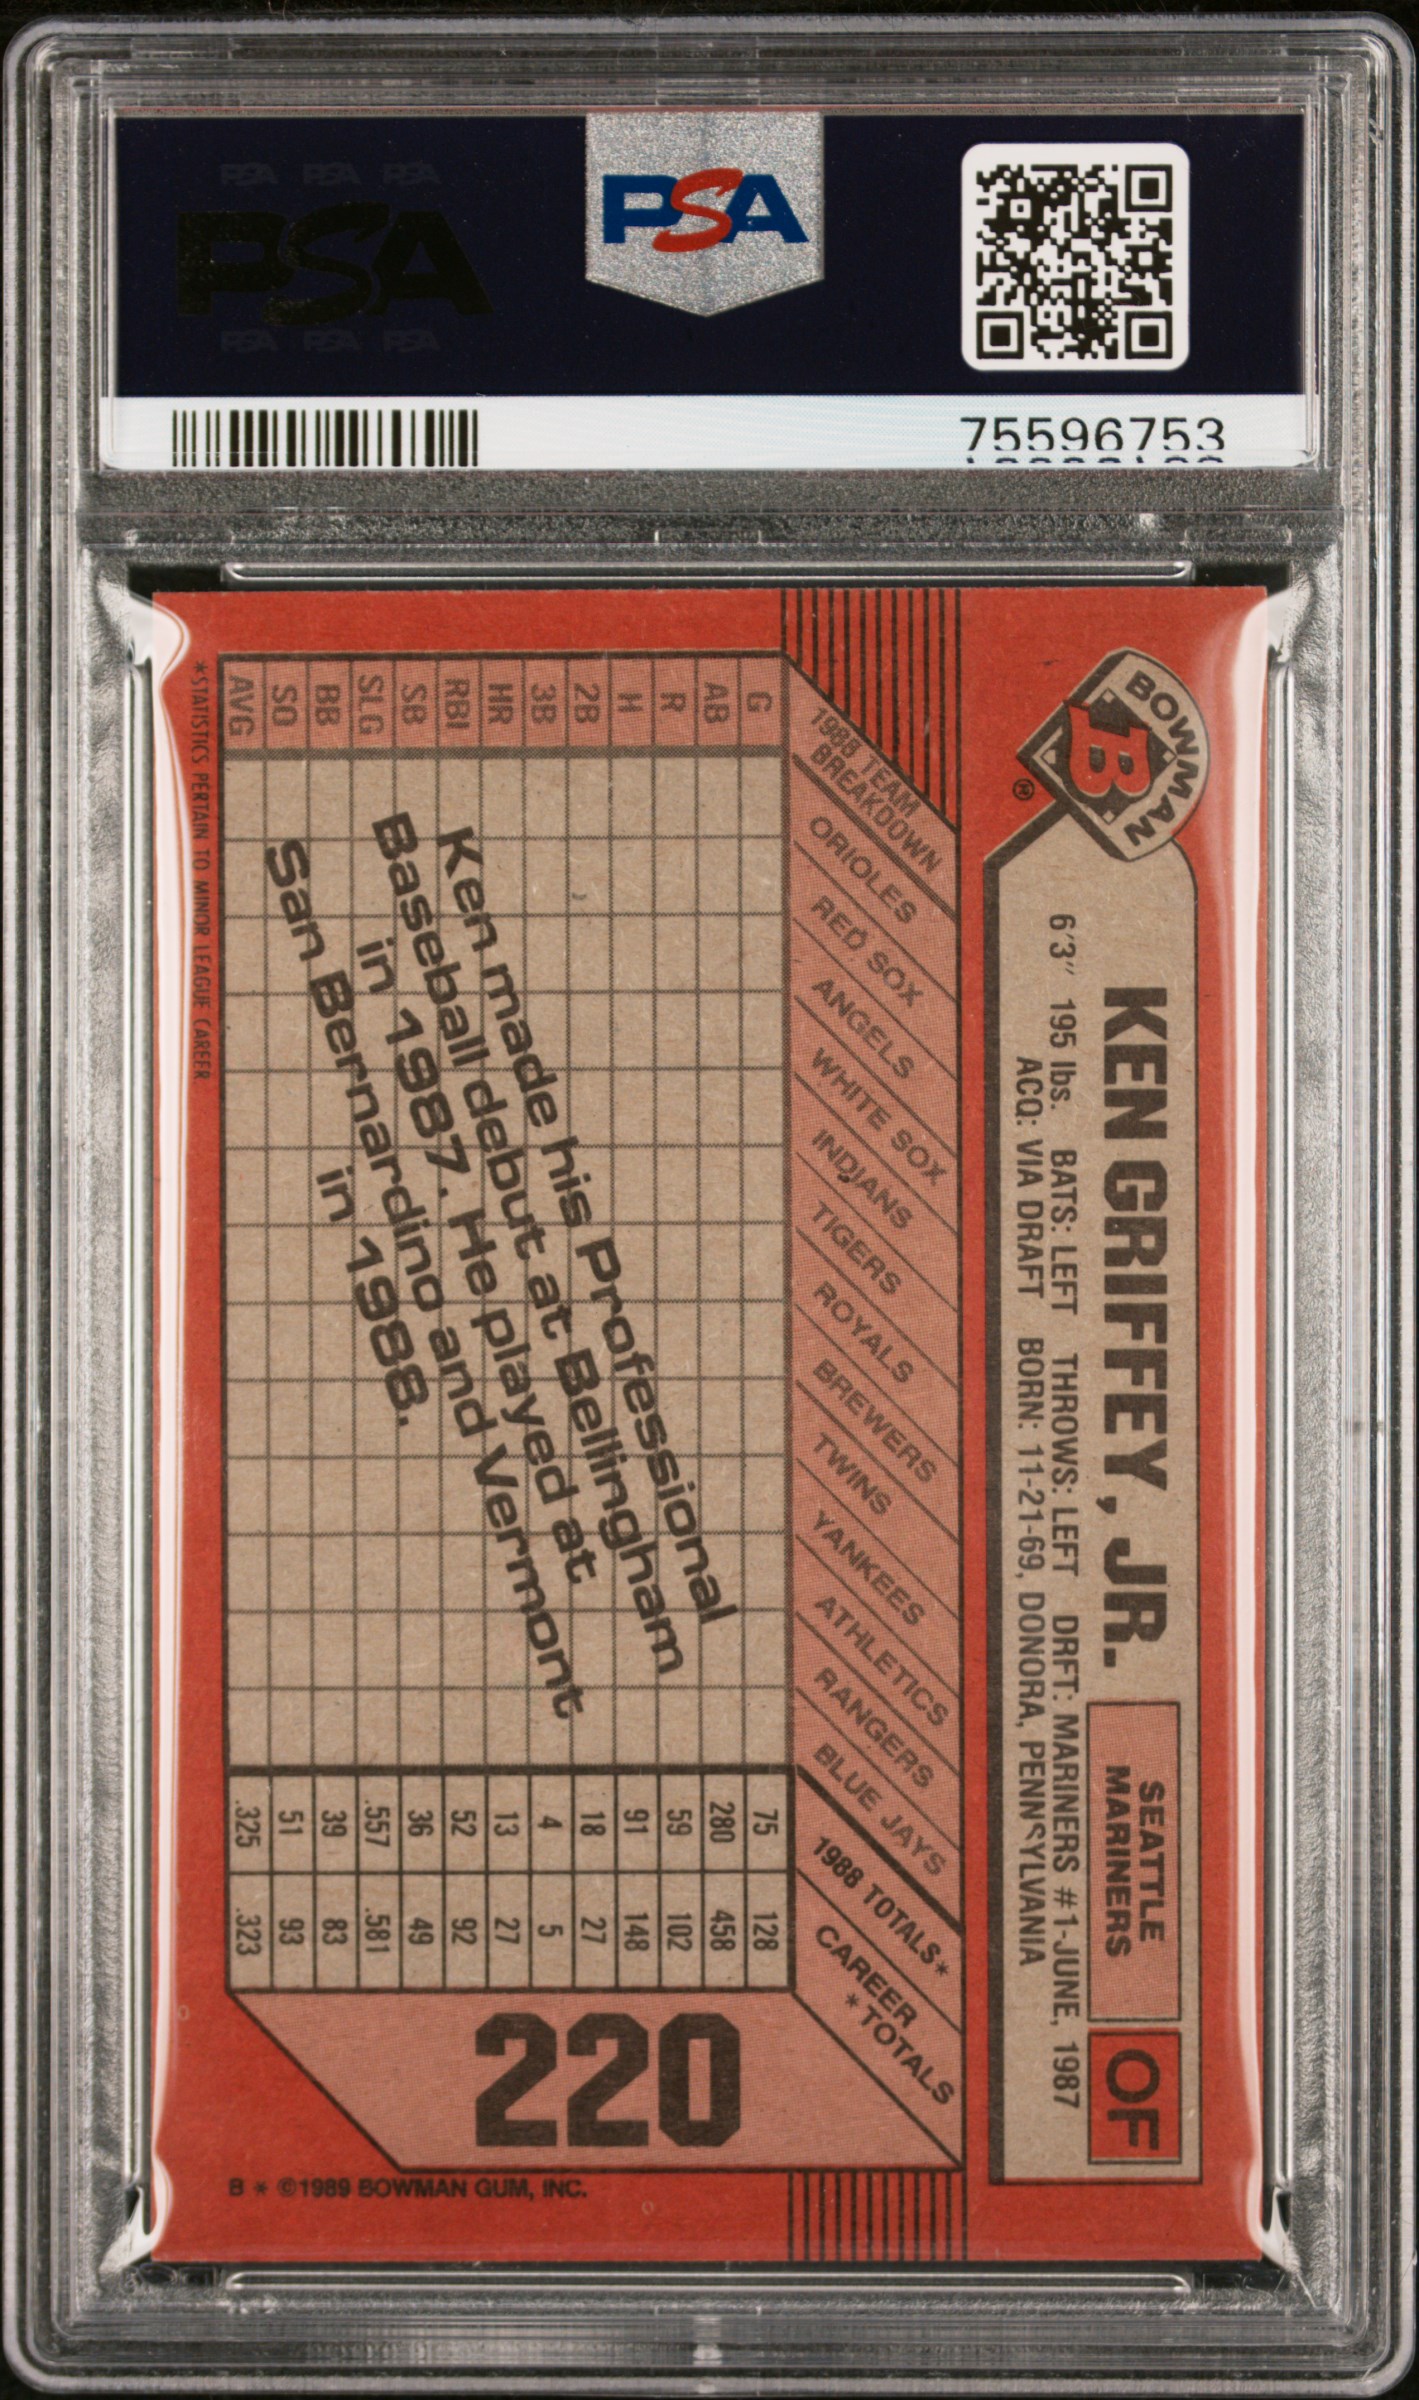 PSA PSA PSA
PSA
PSA PSA PSA
PSA
75596753
BOWMAN
B
®
KEN GRIFFEY, JR.
SEATTLE
MARINERS
OF
6'3" 195 lbs. BATS: LEFT THROWS: LEFT DRFT: MARINERS #1-JUNE, 1987
ACQ: VIA DRAFT BORN: 11-21-69, DONORA, PENNSYLVANIA
1988 TEAM
BREAKDOWN
ORIOLES
RED SOX
ANGELS
WHITE SOX
INDIANS
TIGERS
ROYALS
BREWERS
TWINS
YANKEES
ATHLETICS
RANGERS
BLUE JAYS
1988 TOTALS*
CAREER
*TOTALS
G 75 128
AB 280 458
R 59 102
H 91 148
2B 18 27
3B 4 5
HR 13 27
RBI 52 92
SB 36 49
SLG .557 .581
BB 39 83
SO 51 93
AVG .325 .323
Ken made his Professional
Baseball debut at Bellingham
in 1987. He played at
San Bernardino and Vermont
in 1988.
220
*STATISTICS PERTAIN TO MINOR LEAGUE CAREER
B * ©1989 BOWMAN GUM, INC.